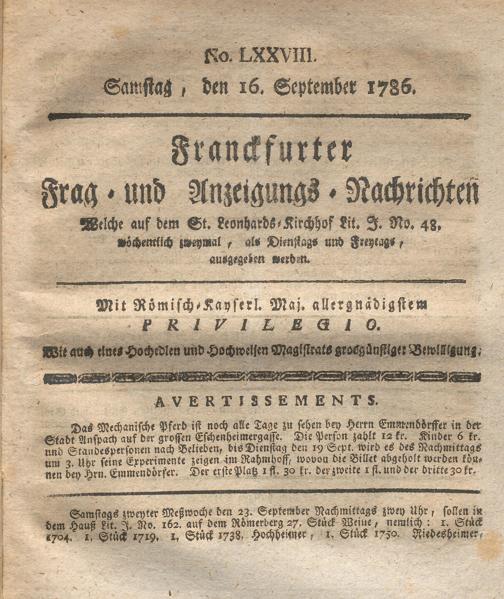 No. LXXVIII.
Samstag, den 16. September 1786.
Franckfurter
Frag- und Anzeigungs-Nachrichten
Welche auf dem St. Leonhards-Kirchhof Lit. J. No. 48,
wöchentlich zweymal, als Dienstags und Freytags,
ausgegeben werden.
Mit Römisch-Kayserl. Maj. allergnädigstem
PRIVILEGIO.
Wie auch eines Hochedlen und Hochweisen Magistrats grosgünstiger Bewilligung.
AVERTISSEMENTS.
Das Mechanische Pferd ist noch alle Tage zu sehen bey Herrn Emmendörffer in der
Stadt Anspach auf der grossen Eschenheimergasse. Die Person zahlt 12 kr. Kinder 6 kr.
und Standespersonen nach Belieben, bis Dienstag den 19 Sept. wird es des Nachmittags
um 3. Uhr seine Experimente zeigen im Rahmhoff, wovon die Billet abgeholt werden kön-
nen bey Hrn. Emmendörfer. Der erste Platz 1 fl. 30 kr. der zweite 1 fl. und der dritte 30 kr.
Samstags zweyter Meßwoche den 23. September Nachmittags zwey Uhr, sollen in
dem Hauß Lit. J. No. 162. auf dem Römerberg 27. Stück Weine, nemlich: 1. Stück
1704. 1. Stück 1719. 1. Stück 1738. Hochheimer, 1. Stück 1750. Niedesheimer,